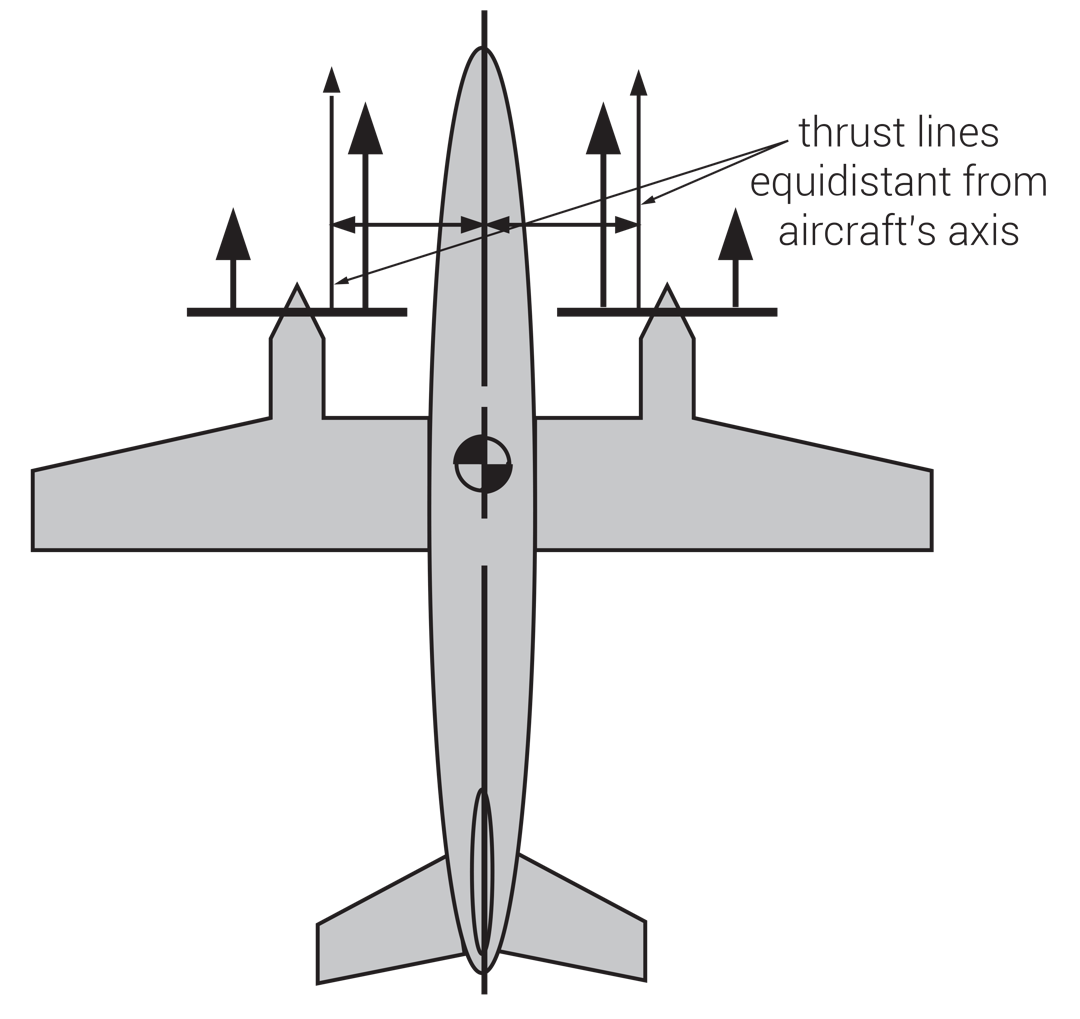 thrust lines
equidistant from
aircraft's axis